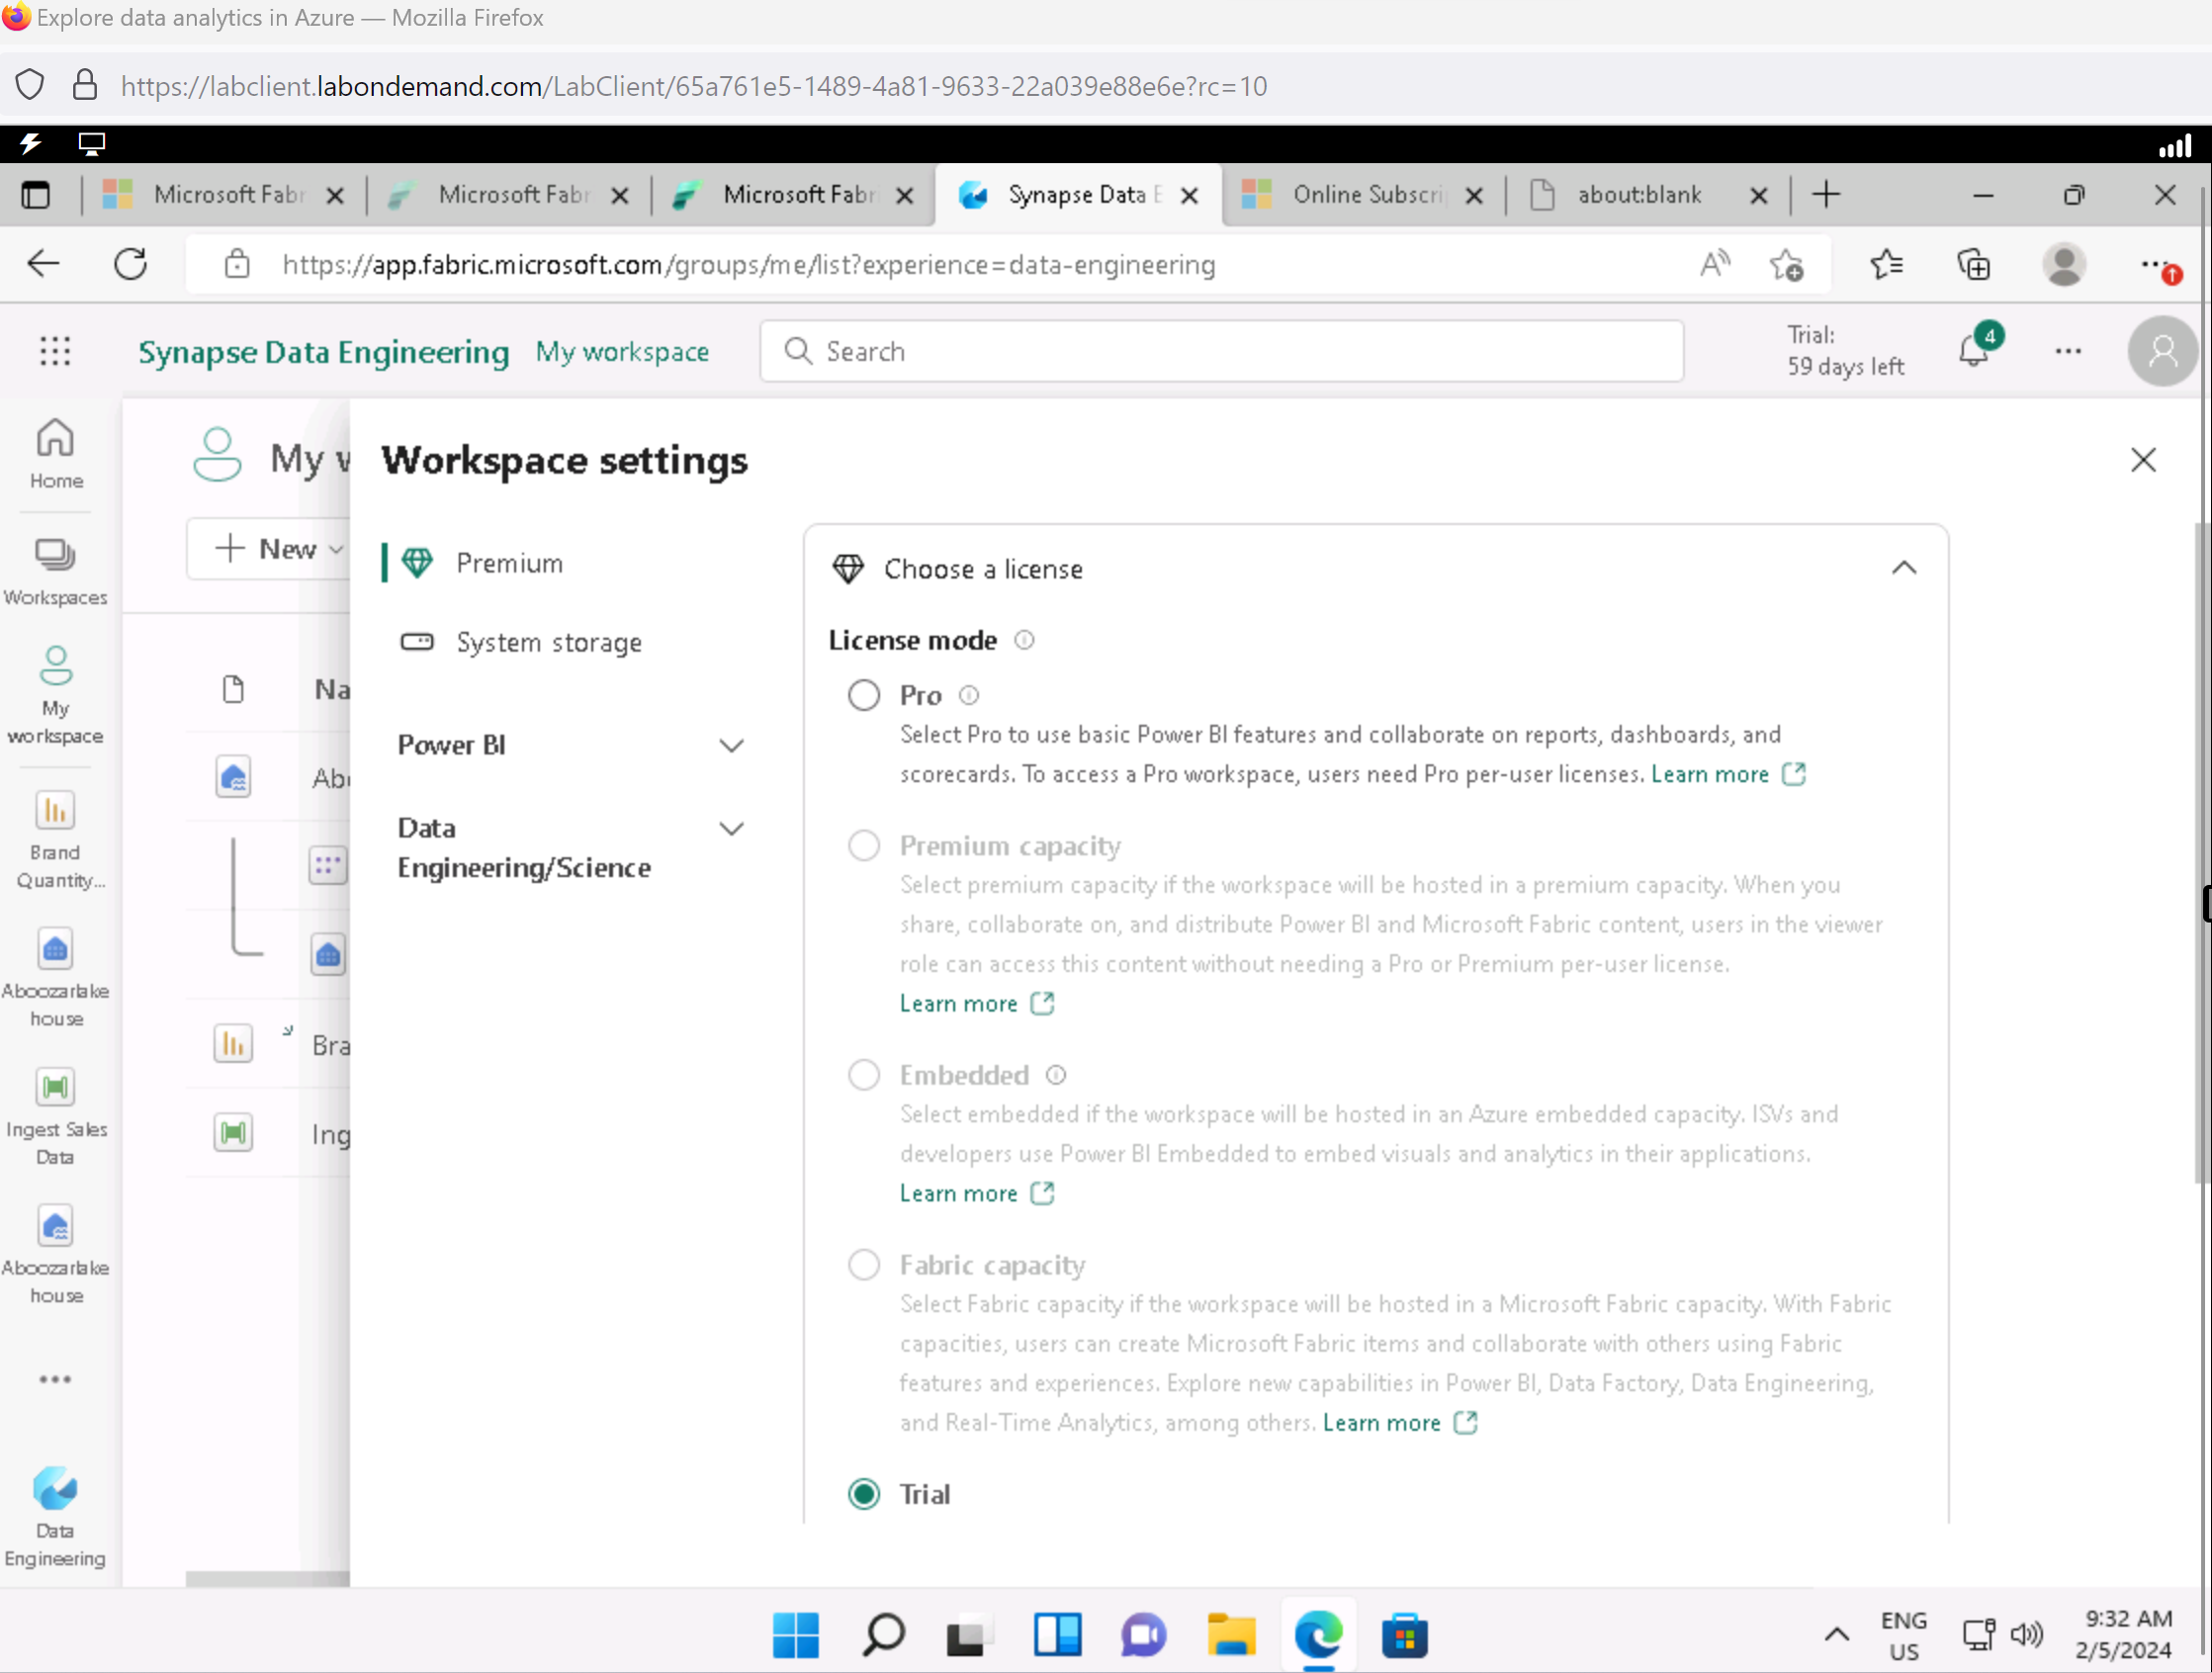 Explore data analytics in Azure — Mozilla Firefox
https://labclient.labondemand.com/LabClient/65a761e5-1489-4a81-9633-22a039e88e6e?rc=10
Microsoft Fabr
Microsoft Fabr
Microsoft Fabr
Synapse Data E
Online Subscri
about:blank
https://app.fabric.microsoft.com/groups/me/list?experience=data-engineering
Synapse Data Engineering
My workspace
Search
Trial:
59 days left
4
Home
Workspaces
My
workspace
Brand
Quantity...
Aboozarlake
house
Ingest Sales
Data
Aboozarlake
house
Data
Engineering
My w
New
Na
Abo
Bra
Ing
Workspace settings
Premium
System storage
Power BI
Data
Engineering/Science
Choose a license
License mode
Pro
Select Pro to use basic Power BI features and collaborate on reports, dashboards, and
scorecards. To access a Pro workspace, users need Pro per-user licenses. Learn more
Premium capacity
Select premium capacity if the workspace will be hosted in a premium capacity. When you
share, collaborate on, and distribute Power BI and Microsoft Fabric content, users in the viewer
role can access this content without needing a Pro or Premium per-user license.
Learn more
Embedded
Select embedded if the workspace will be hosted in an Azure embedded capacity. ISVs and
developers use Power BI Embedded to embed visuals and analytics in their applications.
Learn more
Fabric capacity
Select Fabric capacity if the workspace will be hosted in a Microsoft Fabric capacity. With Fabric
capacities, users can create Microsoft Fabric items and collaborate with others using Fabric
features and experiences. Explore new capabilities in Power BI, Data Factory, Data Engineering,
and Real-Time Analytics, among others. Learn more
Trial
ENG
US
9:32 AM
2/5/2024